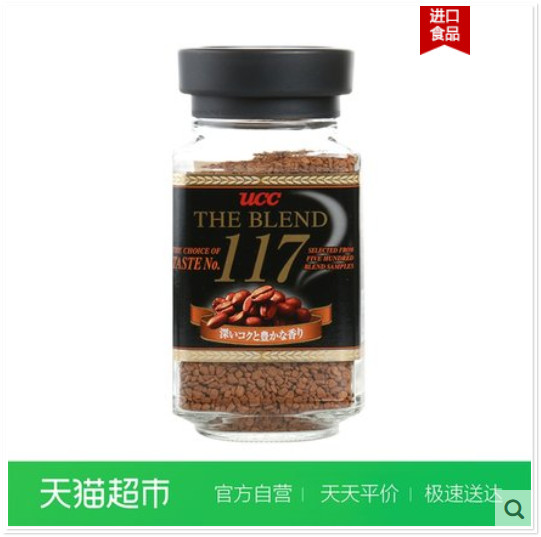 进口
食品
UCC
THE BLEND
117
THE CHOICE OF
TASTE No.
SELECTED FROM
FIVE HUNDRED
BLEND SAMPLES
深いコクと豊かな香り
天猫超市 官方自营 | 天天平价 | 极速送达